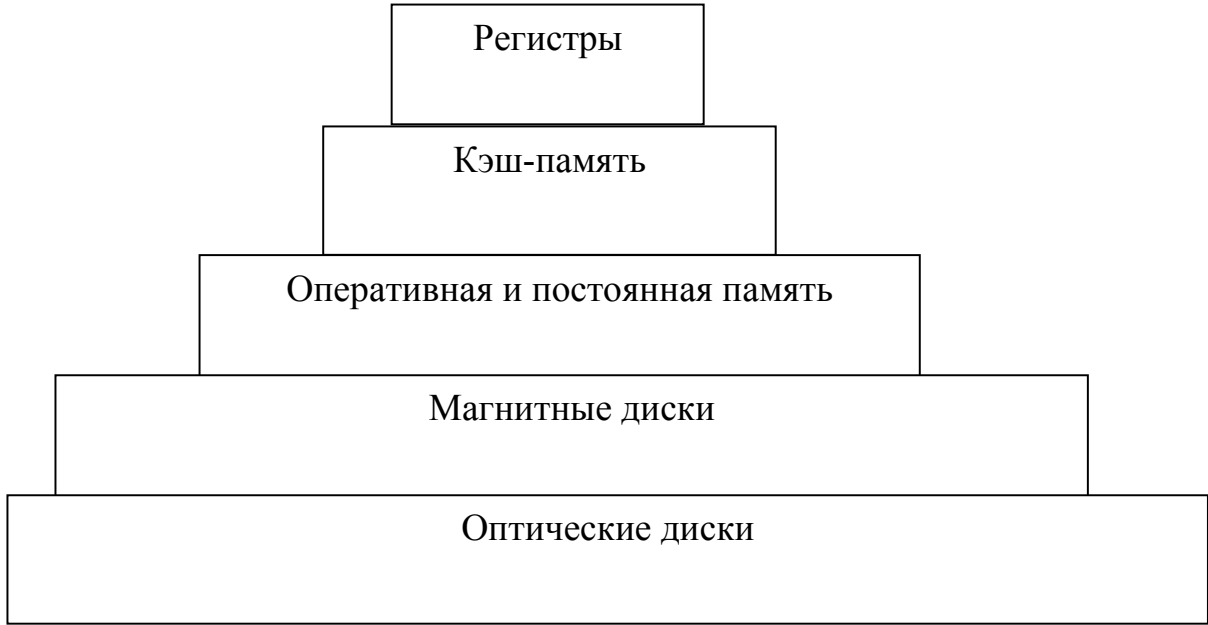 Регистры
Кэш-память
Оперативная и постоянная память
Магнитные диски
Оптические диски